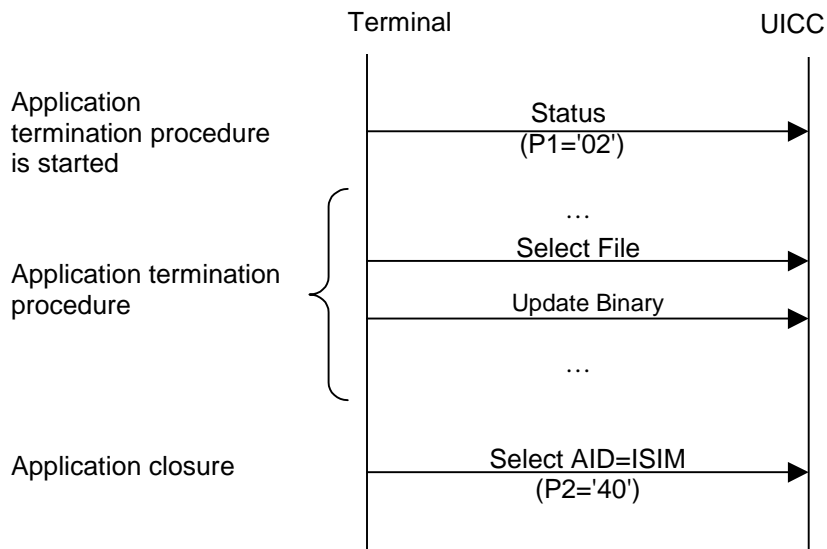 Terminal
UICC
Application
termination procedure
is started
Status
(P1='02')
…
Select File
Application termination
procedure
Update Binary
…
Application closure
Select AID=ISIM
(P2='40')